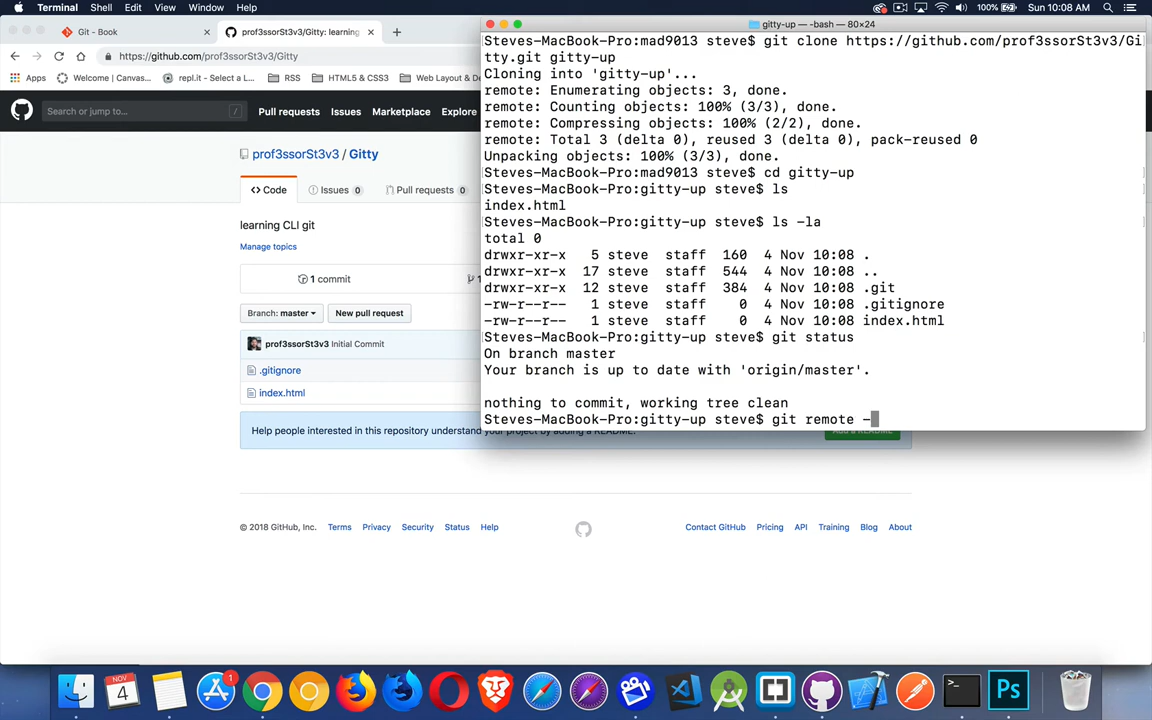 Terminal Shell Edit View Window Help 100% Sun 10:08 AM
Git - Book
prof3ssorSt3v3/Gitty: learning
gitty-up — -bash — 80×24
https://github.com/prof3ssorSt3v3/Gitty
Apps Welcome | Canvas... repl.it - Select a L... RSS HTML5 & CSS3 Web Layout & De
Search or jump to... / Pull requests Issues Marketplace Explore
prof3ssorSt3v3 / Gitty
Code Issues 0 Pull requests 0
learning CLI git
Manage topics
1 commit 1
Branch: master New pull request
prof3ssorSt3v3 Initial Commit
.gitignore
index.html
Help people interested in this repository understand your project by adding a README.
© 2018 GitHub, Inc. Terms Privacy Security Status Help Contact GitHub Pricing API Training Blog About
Steves-MacBook-Pro:mad9013 steve$ git clone https://github.com/prof3ssorSt3v3/Gi
tty.git gitty-up
Cloning into 'gitty-up'...
remote: Enumerating objects: 3, done.
remote: Counting objects: 100% (3/3), done.
remote: Compressing objects: 100% (2/2), done.
remote: Total 3 (delta 0), reused 3 (delta 0), pack-reused 0
Unpacking objects: 100% (3/3), done.
Steves-MacBook-Pro:mad9013 steve$ cd gitty-up
Steves-MacBook-Pro:gitty-up steve$ ls
index.html
Steves-MacBook-Pro:gitty-up steve$ ls -la
total 0
drwxr-xr-x 5 steve staff 160 4 Nov 10:08 .
drwxr-xr-x 17 steve staff 544 4 Nov 10:08 ..
drwxr-xr-x 12 steve staff 384 4 Nov 10:08 .git
-rw-r--r-- 1 steve staff 0 4 Nov 10:08 .gitignore
-rw-r--r-- 1 steve staff 0 4 Nov 10:08 index.html
Steves-MacBook-Pro:gitty-up steve$ git status
On branch master
Your branch is up to date with 'origin/master'.
nothing to commit, working tree clean
Steves-MacBook-Pro:gitty-up steve$ git remote -
NOV
4
1
Ps